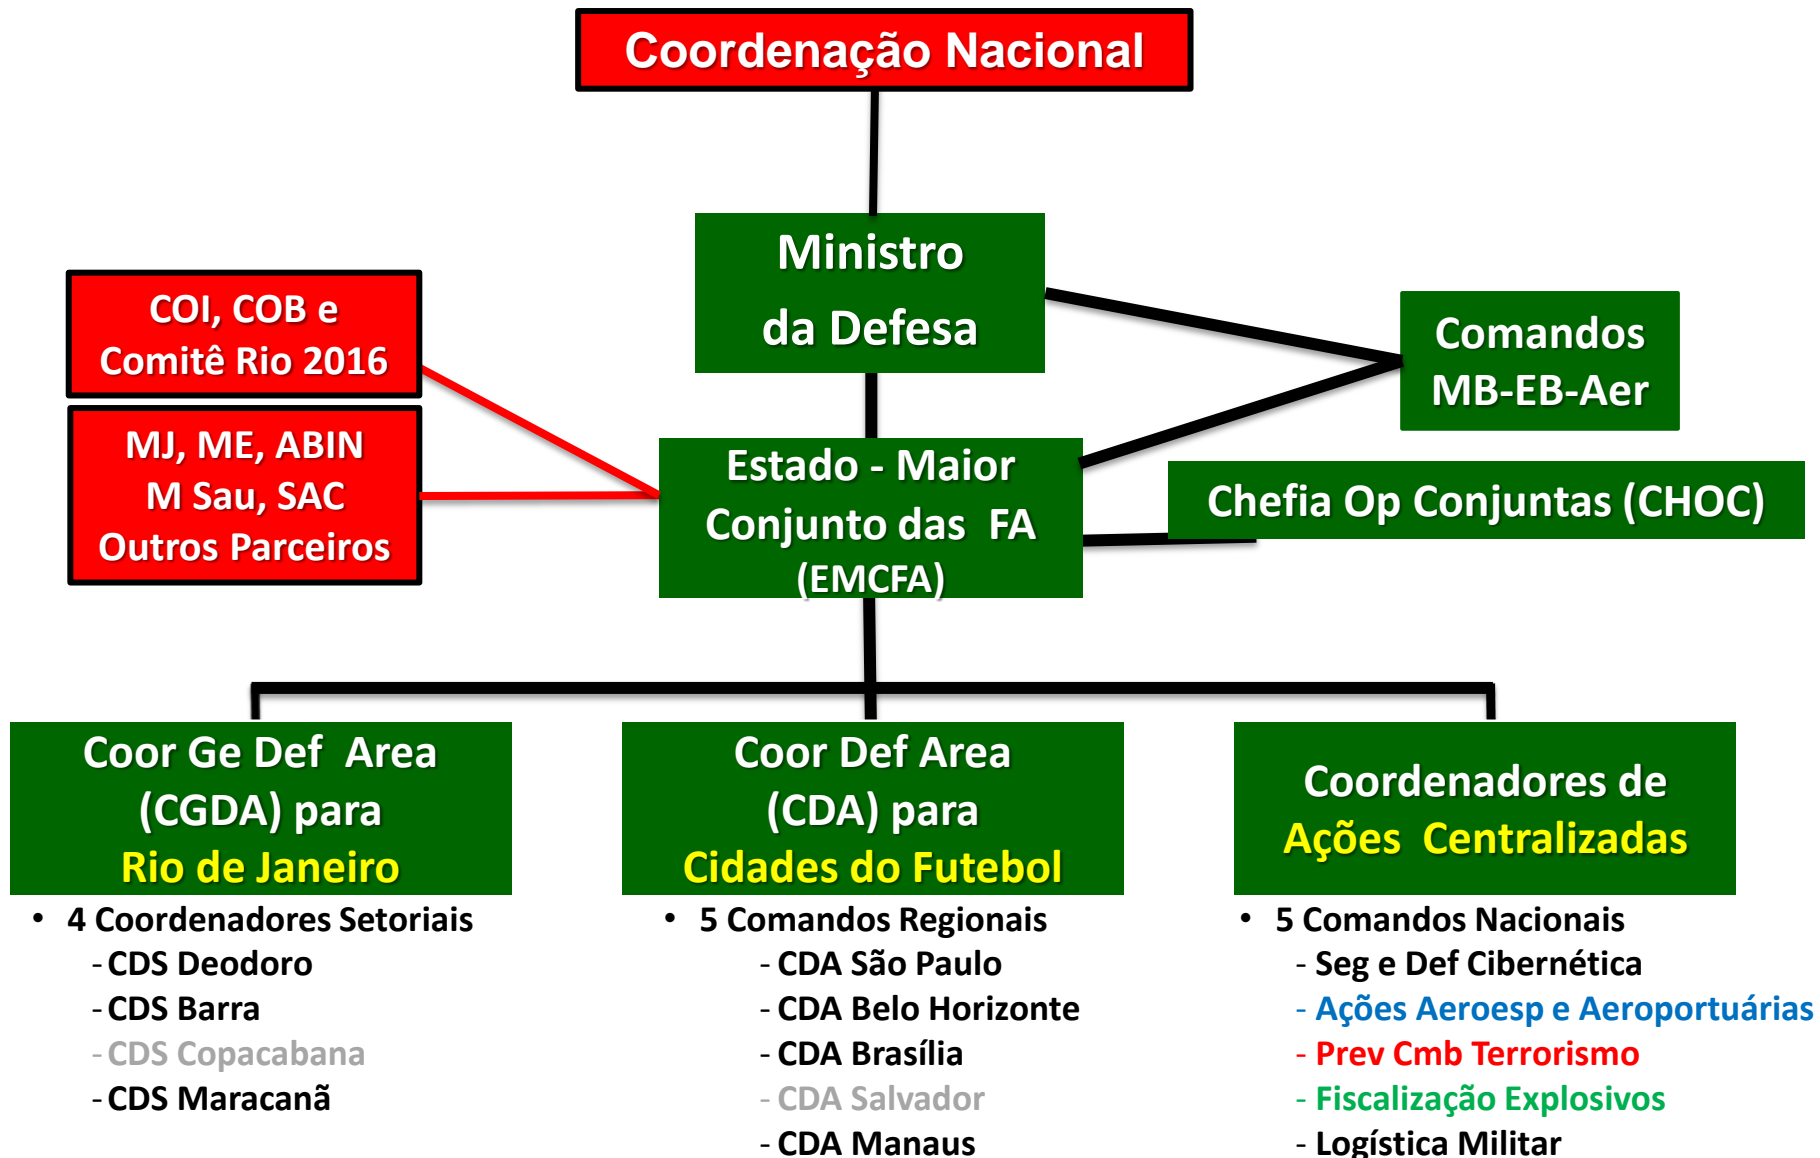 Coordenação Nacional
Ministro
da Defesa
COI, COB e
Comitê Rio 2016
MJ, ME, ABIN
M Sau, SAC
Outros Parceiros
Comandos
MB-EB-Aer
Estado - Maior
Conjunto das FA
(EMCFA)
Chefia Op Conjuntas (CHOC)
Coor Ge Def Area
(CGDA) para
Rio de Janeiro
• 4 Coordenadores Setoriais
- CDS Deodoro
- CDS Barra
- CDS Copacabana
- CDS Maracanã
Coor Def Area
(CDA) para
Cidades do Futebol
• 5 Comandos Regionais
- CDA São Paulo
- CDA Belo Horizonte
- CDA Brasília
- CDA Salvador
- CDA Manaus
Coordenadores de
Ações Centralizadas
• 5 Comandos Nacionais
- Seg e Def Cibernética
- Ações Aeroesp e Aeroportuárias
- Prev Cmb Terrorismo
- Fiscalização Explosivos
- Logística Militar